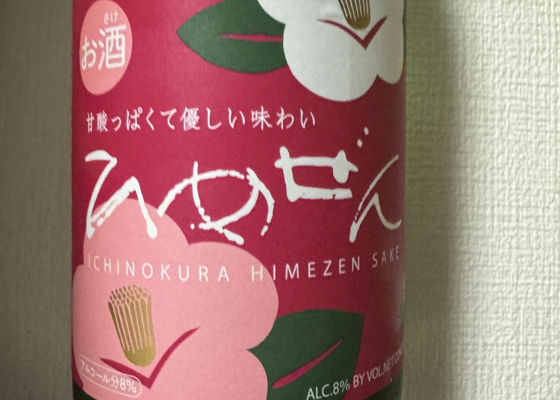 さけ
お酒
甘酸っぱくて優しい味わい
ひめぜん
ICHINOKURA HIMEZEN SAKE
アルコール分8%
ALC.8% BY VOL.NET